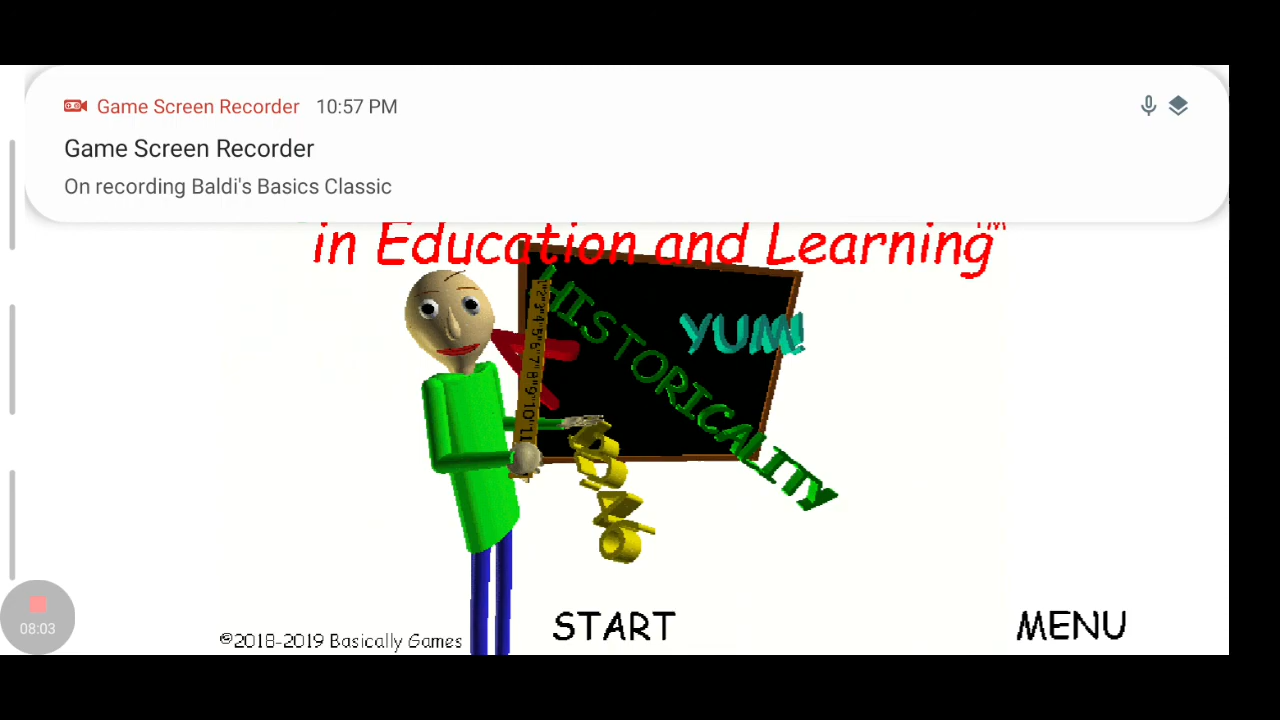 Game Screen Recorder 10:57 PM
Game Screen Recorder
On recording Baldi's Basics Classic
in Education and Learning™
HISTORICALITY
YUM!
08:03
START
MENU
©2018-2019 Basically Games